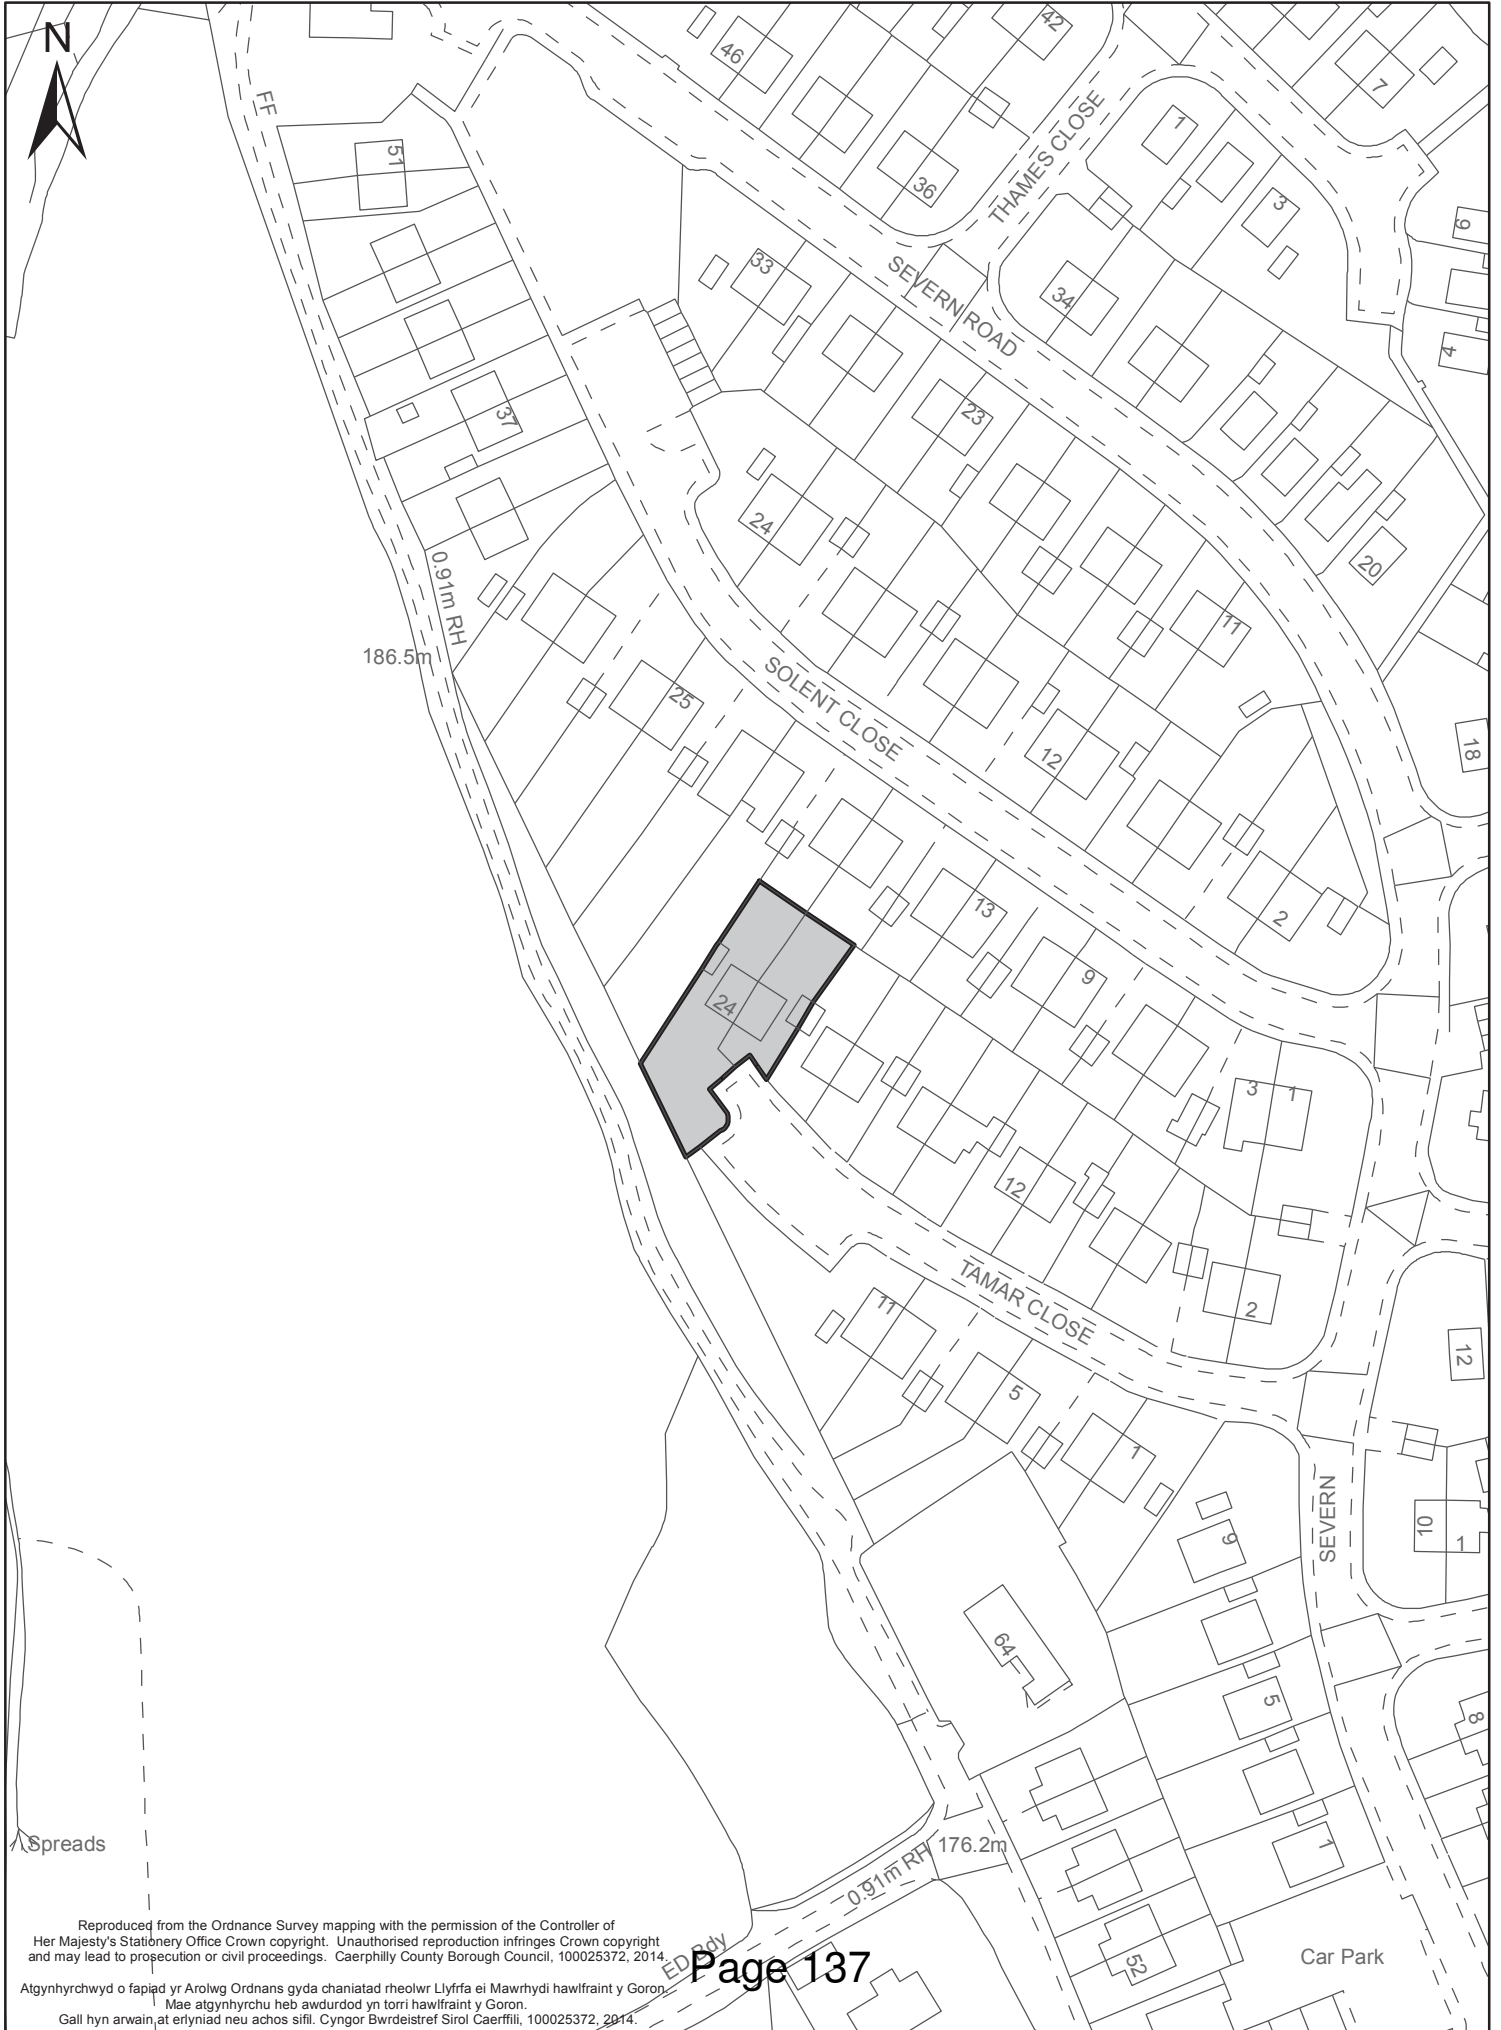 N
46
42
7
FF
51
THAMES CLOSE
1
36
3
9
33
SEVERN ROAD
34
4
37
23
24
20
0.91m RH
11
186.5m
25
SOLENT CLOSE
12
18
13
2
9
24
3
1
12
2
TAMAR CLOSE
11
12
5
1
SEVERN
9
10
1
64
5
8
1
Spreads
176.2m
0.91m RH
52
Car Park
ED Bdy
Reproduced from the Ordnance Survey mapping with the permission of the Controller of
Her Majesty's Stationery Office Crown copyright. Unauthorised reproduction infringes Crown copyright
and may lead to prosecution or civil proceedings. Caerphilly County Borough Council, 100025372, 2014.
Page 137
Atgynhyrchwyd o fapiad yr Arolwg Ordnans gyda chaniatad rheolwr Llyfrfa ei Mawrhydi hawlfraint y Goron.
Mae atgynhyrchu heb awdurdod yn torri hawlfraint y Goron.
Gall hyn arwain at erlyniad neu achos sifil. Cyngor Bwrdeistref Sirol Caerffili, 100025372, 2014.